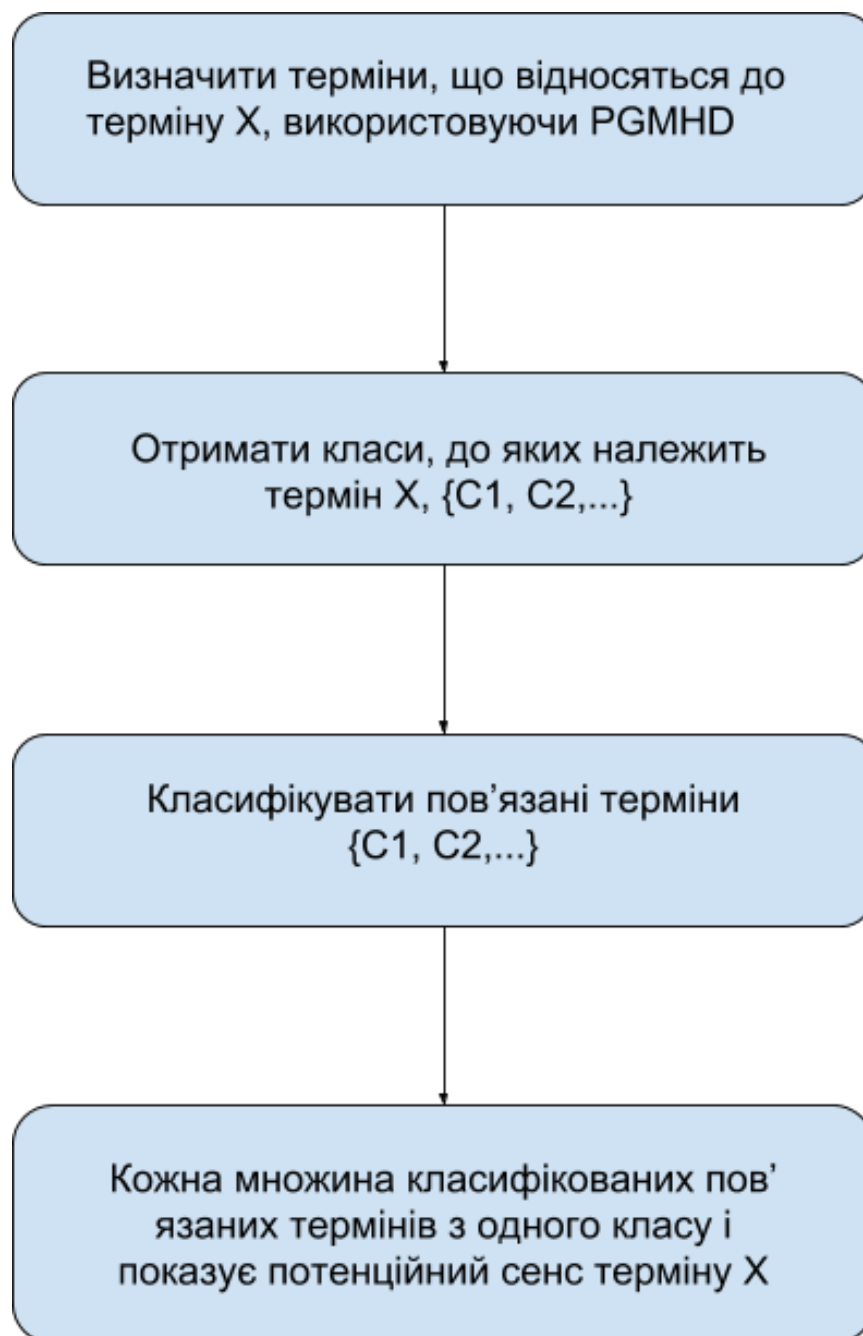 Визначити терміни, що відносяться до
терміну X, використовуючи PGMHD
Отримати класи, до яких належить
термін X, {C1, C2,...}
Класифікувати пов’язані терміни
{C1, C2,...}
Кожна множина класифікованих пов’
язаних термінів з одного класу і
показує потенційний сенс терміну X